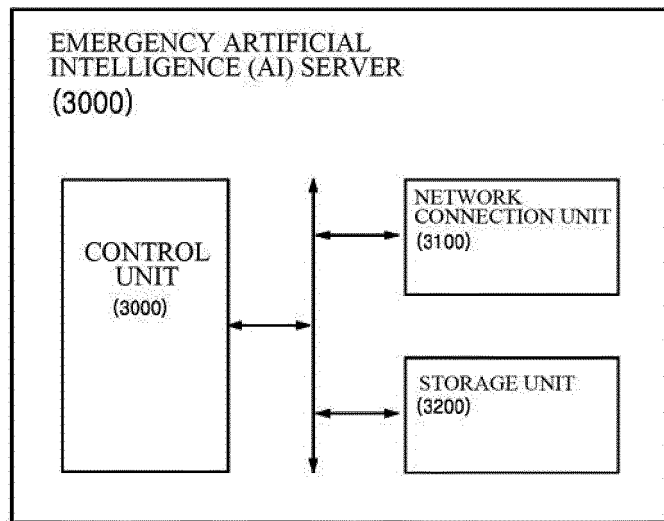 EMERGENCY ARTIFICIAL
INTELLIGENCE (AI) SERVER
(3000)
CONTROL
UNIT
(3000)
NETWORK
CONNECTION UNIT
(3100)
STORAGE UNIT
(3200)